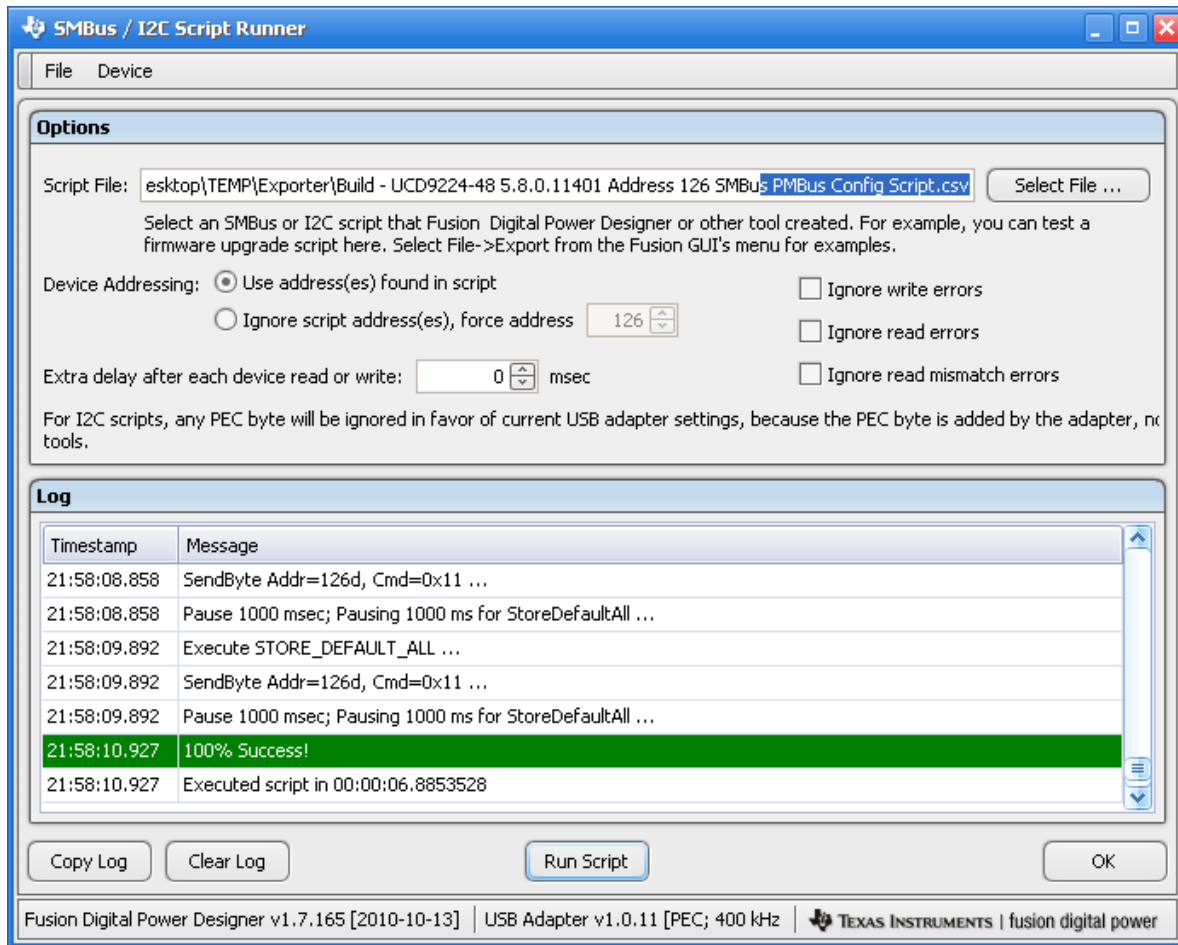 SMBus / I2C Script Runner
File Device
Options
Script File: esktop\TEMP\Exporter\Build - UCD9224-48 5.8.0.11401 Address 126 SMBus PMBus Config Script.csv Select File ...
Select an SMBus or I2C script that Fusion Digital Power Designer or other tool created. For example, you can test a
firmware upgrade script here. Select File->Export from the Fusion GUI's menu for examples.
Device Addressing: Use address(es) found in script
Ignore write errors
Ignore script address(es), force address 126
Ignore read errors
Extra delay after each device read or write: 0 msec
Ignore read mismatch errors
For I2C scripts, any PEC byte will be ignored in favor of current USB adapter settings, because the PEC byte is added by the adapter, no
tools.
Log
Timestamp Message
21:58:08.858 SendByte Addr=126d, Cmd=0x11 ...
21:58:08.858 Pause 1000 msec; Pausing 1000 ms for StoreDefaultAll ...
21:58:09.892 Execute STORE_DEFAULT_ALL ...
21:58:09.892 SendByte Addr=126d, Cmd=0x11 ...
21:58:09.892 Pause 1000 msec; Pausing 1000 ms for StoreDefaultAll ...
21:58:10.927 100% Success!
21:58:10.927 Executed script in 00:00:06.8853528
Copy Log Clear Log Run Script OK
Fusion Digital Power Designer v1.7.165 [2010-10-13] USB Adapter v1.0.11 [PEC; 400 kHz TEXAS INSTRUMENTS | fusion digital power